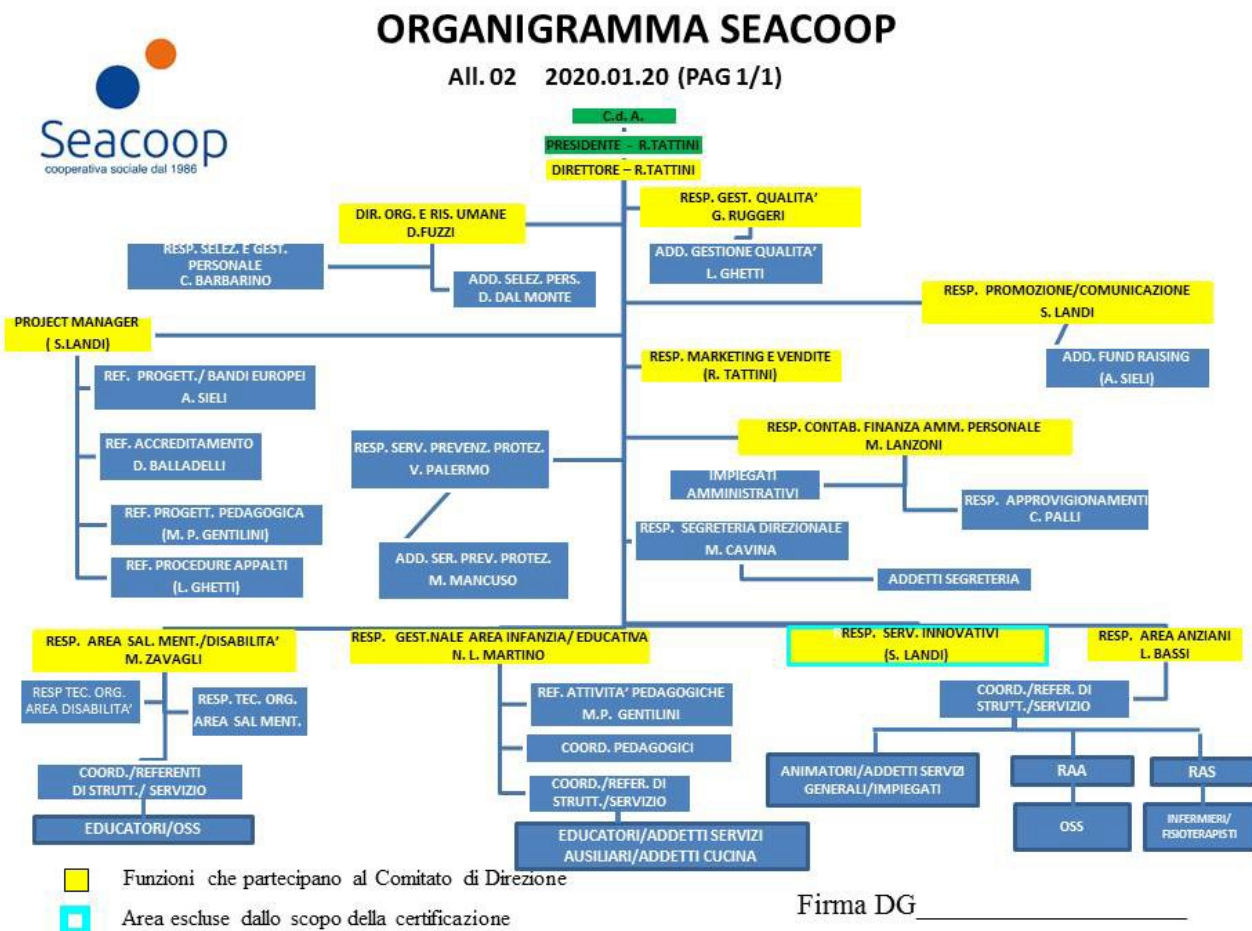 ORGANIGRAMMA SEACOOP
All. 02 2020.01.20 (PAG 1/1)
Seacoop
cooperativa sociale dal 1986
C.d. A.
PRESIDENTE - R.TATTINI
DIRETTORE – R.TATTINI
RESP. GEST. QUALITA'
G. RUGGERI
DIR. ORG. E RIS. UMANE
D.FUZZI
ADD. GESTIONE QUALITA'
L. GHETTI
RESP. SELEZ. E GEST.
PERSONALE
C. BARBARINO
ADD. SELEZ. PERS.
D. DAL MONTE
RESP. PROMOZIONE/COMUNICAZIONE
S. LANDI
PROJECT MANAGER
( S.LANDI)
RESP. MARKETING E VENDITE
(R. TATTINI)
ADD. FUND RAISING
(A. SIELI)
REF. PROGETT./ BANDI EUROPEI
A. SIELI
RESP. CONTAB. FINANZA AMM. PERSONALE
M. LANZONI
REF. ACCREDITAMENTO
D. BALLADELLI
RESP. SERV. PREVENZ. PROTEZ.
V. PALERMO
IMPIEGATI
AMMINISTRATIVI
RESP. APPROVIGIONAMENTI
C. PALLI
REF. PROGETT. PEDAGOGICA
(M. P. GENTILINI)
RESP. SEGRETERIA DIREZIONALE
M. CAVINA
ADD. SER. PREV. PROTEZ.
M. MANCUSO
REF. PROCEDURE APPALTI
(L. GHETTI)
ADDETTI SEGRETERIA
RESP. AREA SAL. MENT./DISABILITA'
M. ZAVAGLI
RESP. GEST.NALE AREA INFANZIA/ EDUCATIVA
N. L. MARTINO
RESP. SERV. INNOVATIVI
(S. LANDI)
RESP. AREA ANZIANI
L. BASSI
RESP TEC. ORG.
AREA DISABILITA'
RESP. TEC. ORG.
AREA SAL MENT.
REF. ATTIVITA' PEDAGOGICHE
M.P. GENTILINI
COORD./REFER. DI
STRUTT./SERVIZIO
COORD. PEDAGOGICI
COORD./REFERENTI
DI STRUTT./ SERVIZIO
COORD./REFER. DI
STRUTT./SERVIZIO
ANIMATORI/ADDETTI SERVIZI
GENERALI/IMPIEGATI
RAA
RAS
EDUCATORI/OSS
EDUCATORI/ADDETTI SERVIZI
AUSILIARI/ADDETTI CUCINA
OSS
INFERMIERI/
FISIOTERAPISTI
Funzioni che partecipano al Comitato di Direzione
Area escluse dallo scopo della certificazione
Firma DG